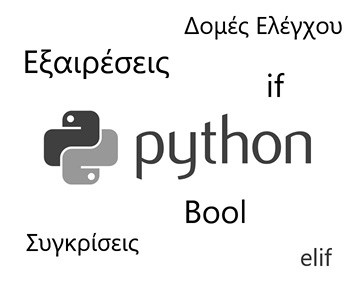 Δομές Ελέγχου
Εξαιρέσεις
if
python
Bool
Συγκρίσεις
elif